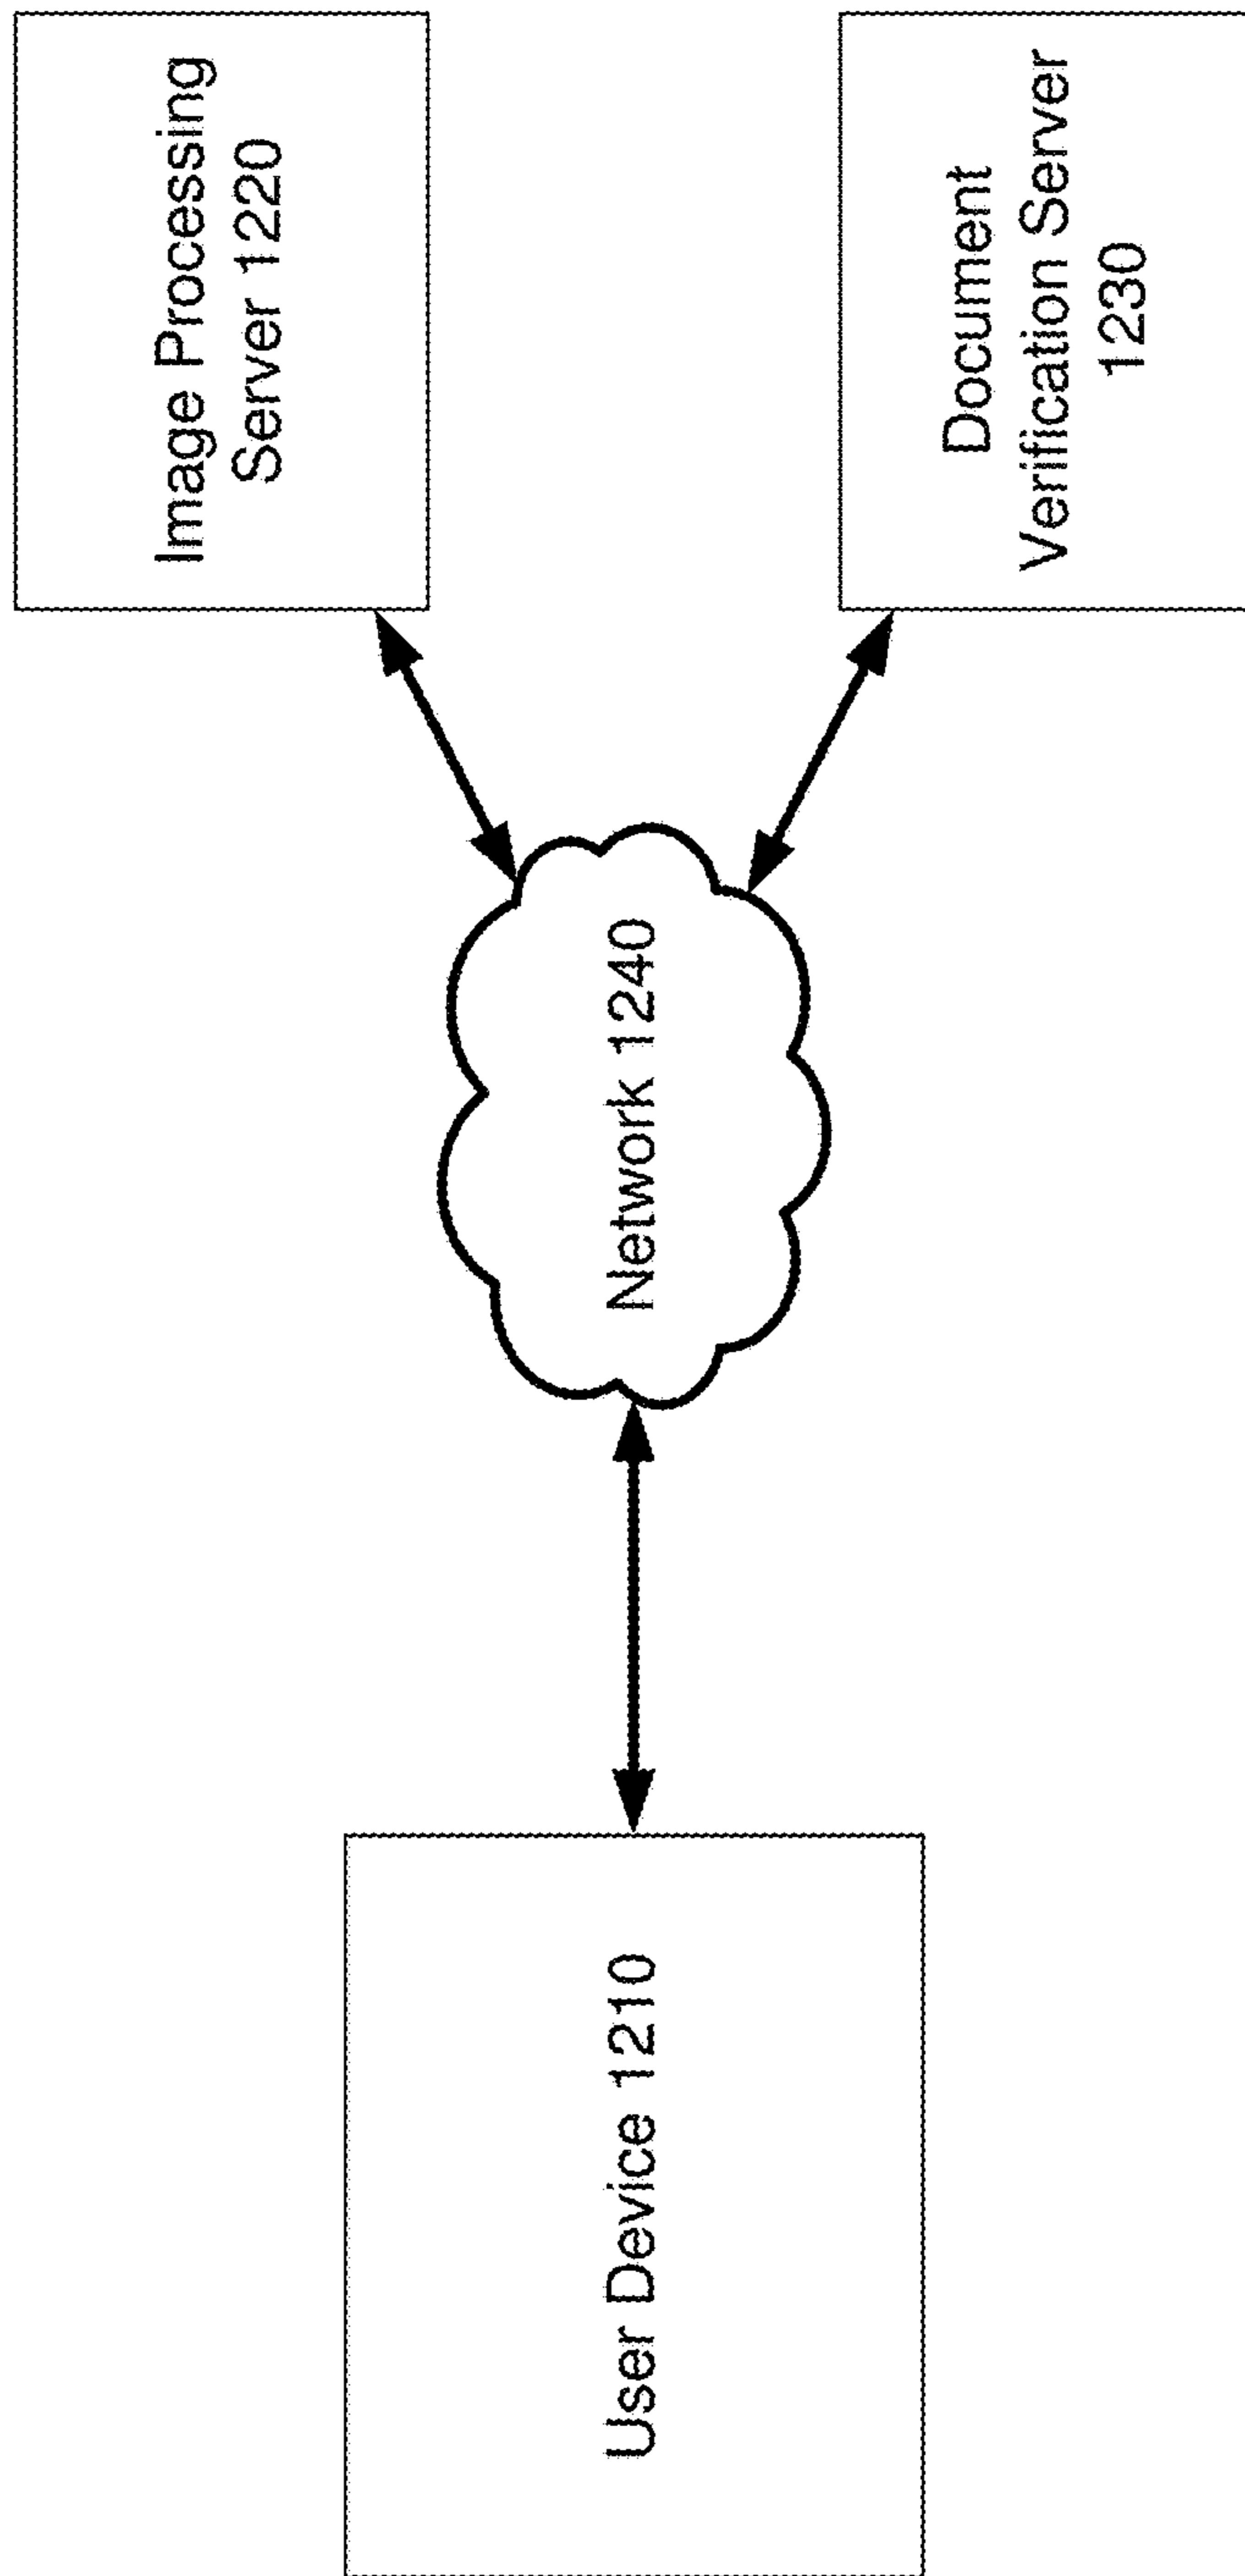 Image Processing
Server 1220
Document
Verification Server
1230
Network 1240
User Device 1210